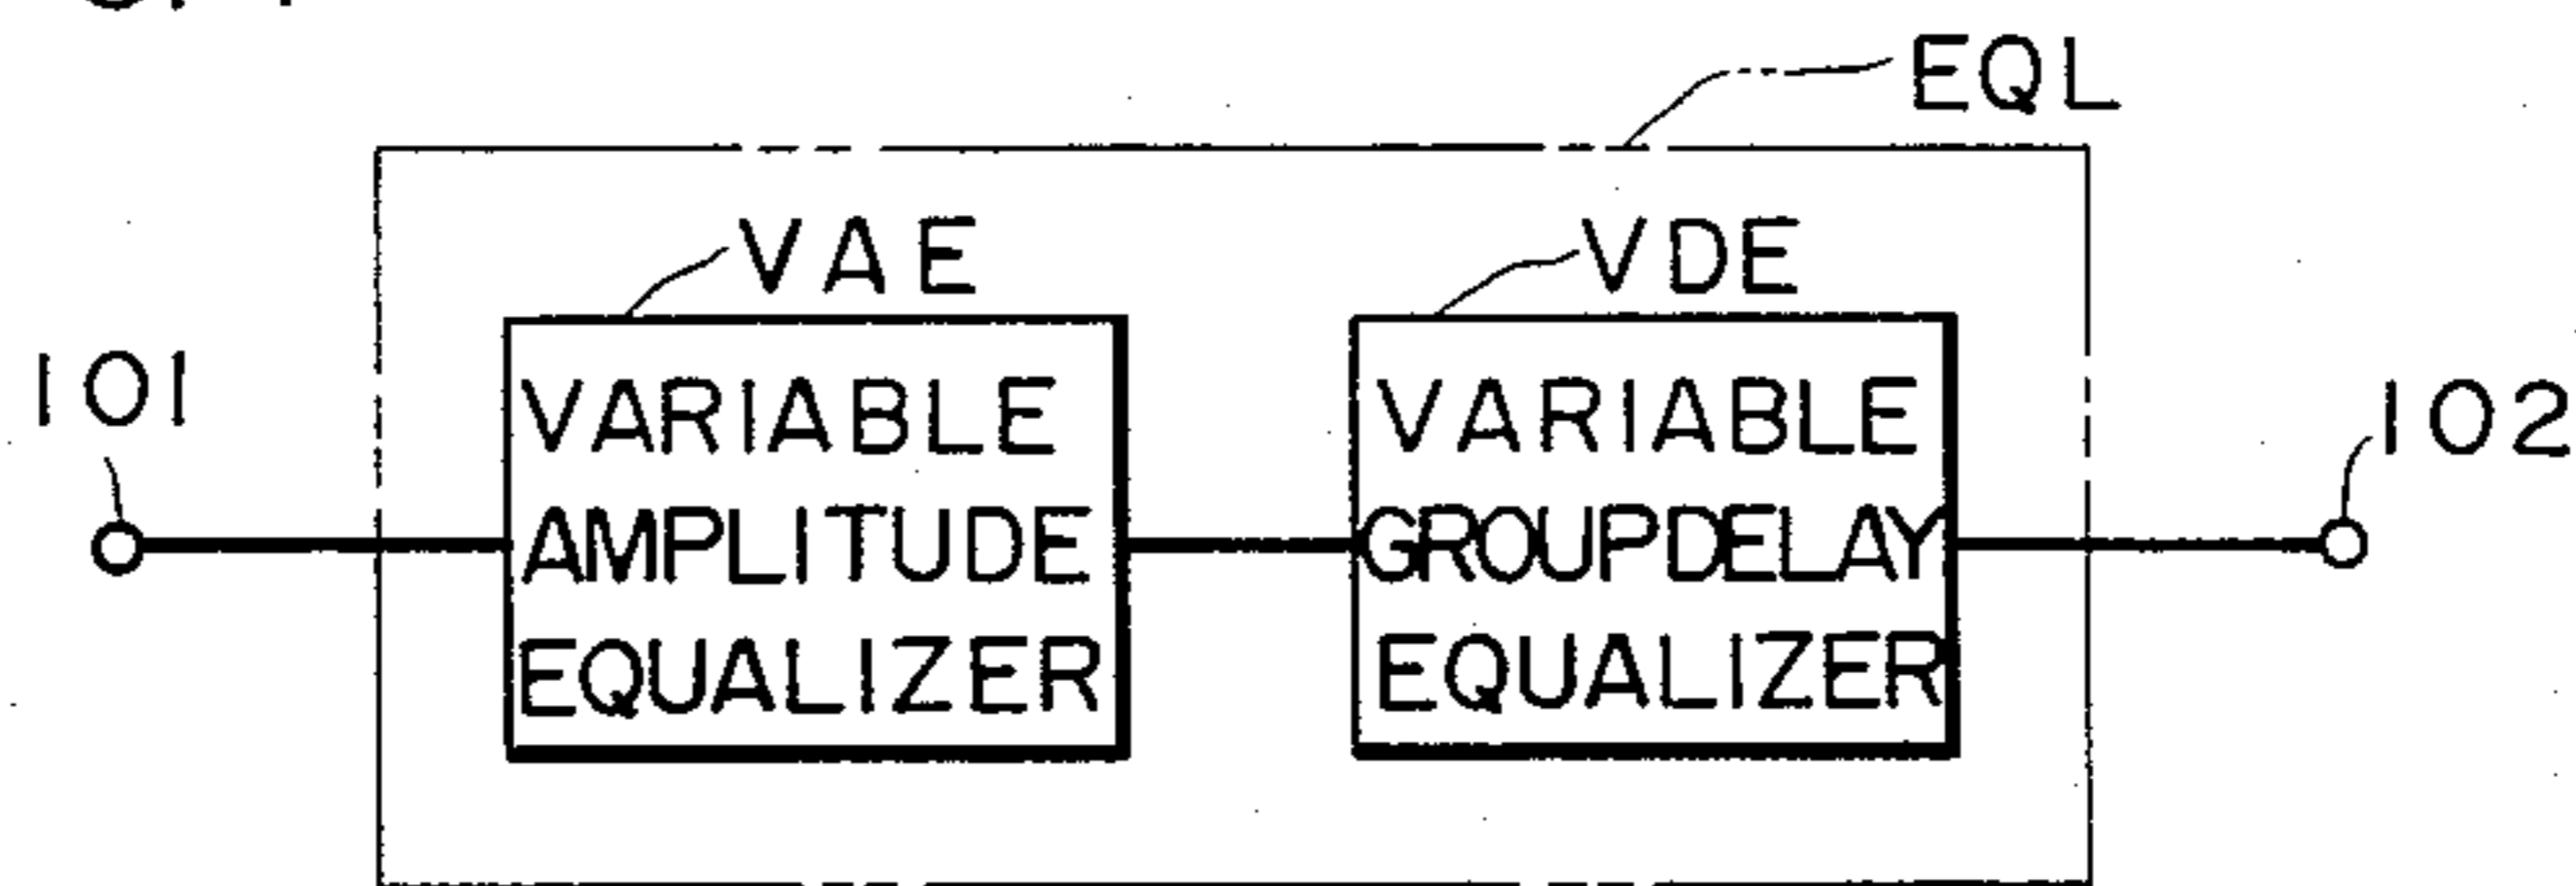 EQL
VAE
VDE
101
VARIABLE
AMPLITUDE
EQUALIZER
VARIABLE
GROUPDELAY
EQUALIZER
102